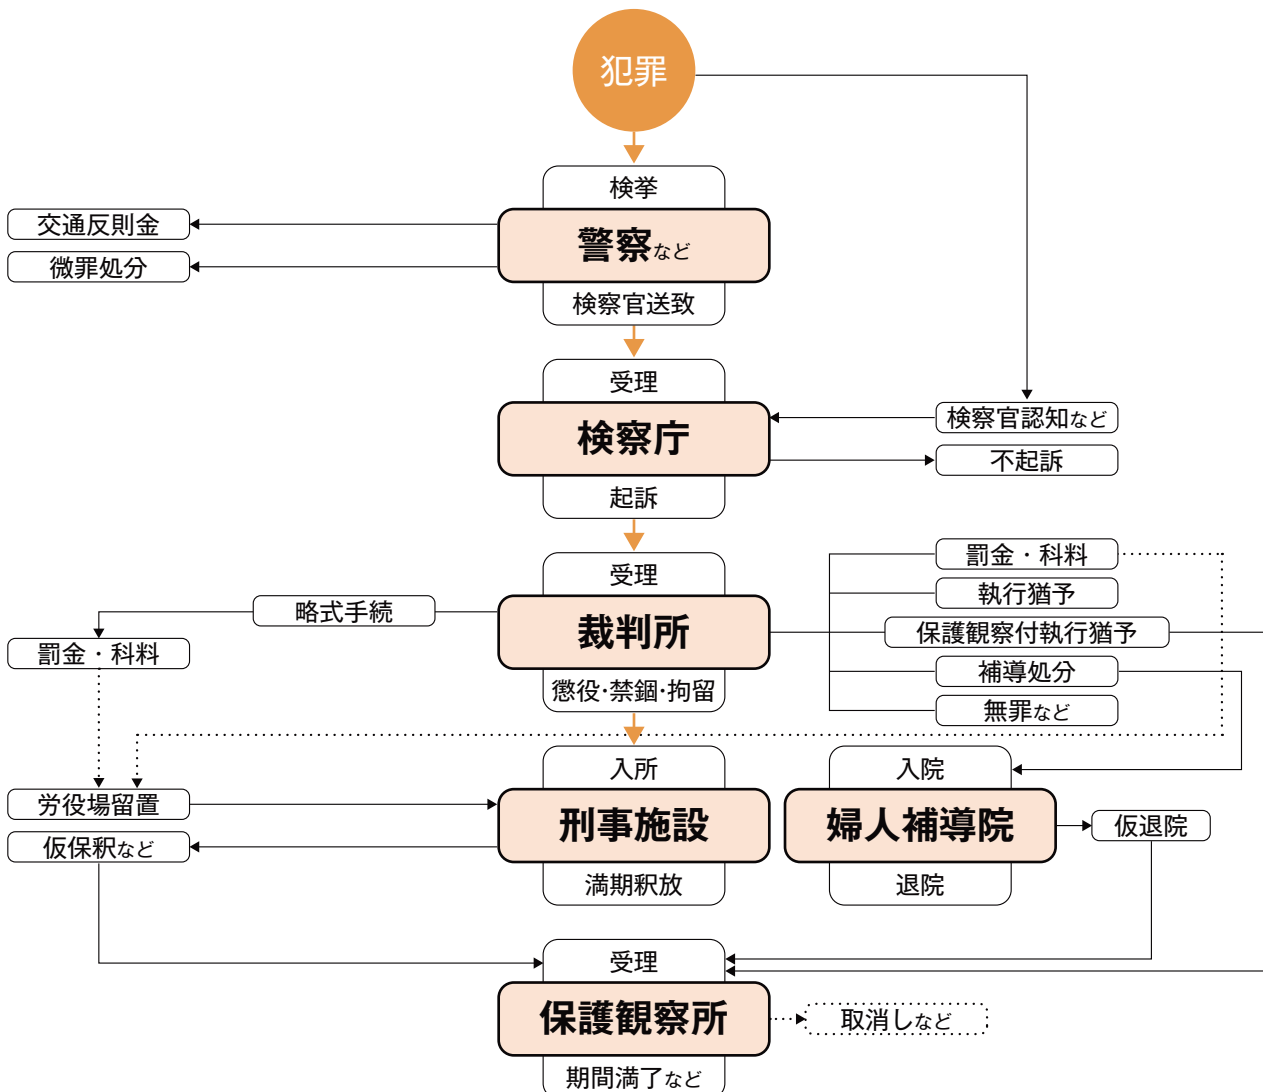 犯罪
検挙
交通反則金
警察など
微罪処分
検察官送致
受理
検察庁
検察官認知など
不起訴
起訴
受理
罰金・科料
執行猶予
略式手続
裁判所
保護観察付執行猶予
罰金・科料
補導処分
懲役・禁錮・拘留
無罪など
入所
入院
労役場留置
刑事施設
婦人補導院
仮退院
仮保釈など
満期釈放
退院
受理
保護観察所
取消しなど
期間満了など